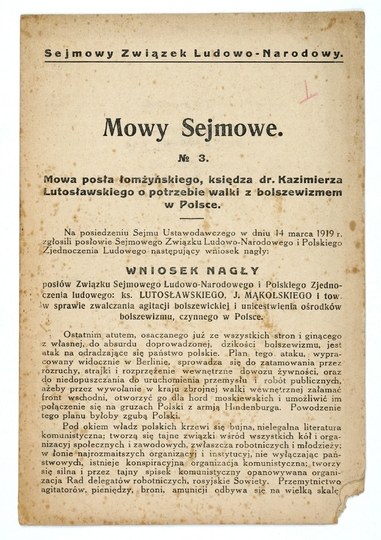 Sejmowy Związek Ludowo-Narodowy.
Mowy Sejmowe.
№ 3.
Mowa posła łomżyńskiego, księdza dr. Kazimierza
Lutosławskiego o potrzebie walki z bolszewizmem
w Polsce.
Na posiedzeniu Sejmu Ustawodawczego w dniu 14 marca 1919 r.
zgłosili posłowie Sejmowego Związku Ludowo-Narodowego i Polskiego
Zjednoczenia Ludowego następujący wniosek nagły:
WNIOSEK NAGŁY
posłów Związku Sejmowego Ludowo-Narodowego i Polskiego Zjedno-
czenia ludowego: ks. LUTOSŁAWSKIEGO, J. MĄKOLSKIEGO i tow.
w sprawie zwalczania agitacji bolszewickiej i unicestwienia ośrodków
bolszewizmu, czynnego w Polsce.
Ostatnim atutem, osaczonego już ze wszystkich stron i ginącego
z własnej, do absurdu doprowadzonej, dzikości bolszewizmu, jest
atak na odradzające się państwo polskie. Plan tego ataku, wypra-
cowany widocznie w Berlinie, sprowadza się do zatamowania przez
rozruchy, strajki i rozprzężenie wewnętrzne dowozu żywności, oraz
do niedopuszczania do uruchomienia przemysłu i robót publicznych,
ażeby przez wywołanie w kraju zbrojnej walki wewnętrznej załamać
front wschodni, otworzyć go dla hord moskiewskich i umożliwić im
połączenie się na gruzach Polski z armją Hindenburga. Powodzenie
tego planu byłoby zgubą Polski.
Pod okiem władz polskich krzewi się bujna, nielegalna literatura
komunistyczna; tworzą się tajne związki wśród wszystkich kół i orga-
nizacyj społecznych i zawodowych, zwłaszcza robotniczych i młodzieży;
w łonie najrozmaitszych organizacyj i instytucyj, nie wyłączając pań-
stwowych, istnieje konspiracyjna organizacja komunistyczna; tworzy
się silna i przez tajny spisek komunistyczny opanowywana organi-
zacja Rad delegatów robotniczych, rosyjskie Sowiety. Przemytnictwo
agitatorów, pieniędzy, broni, amunicji odbywa się na wielką skalę